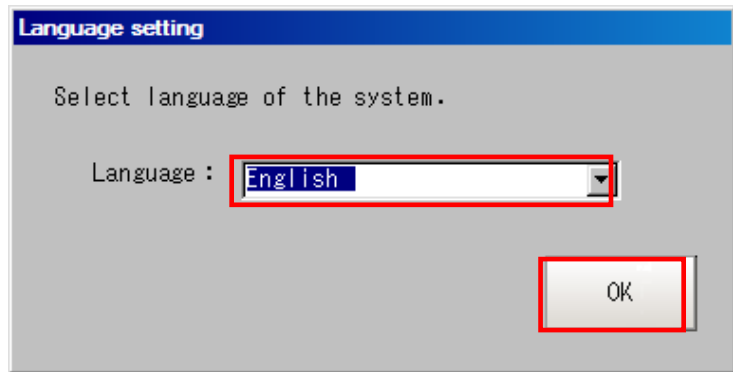 Language setting
Select language of the system.
Language : English
OK